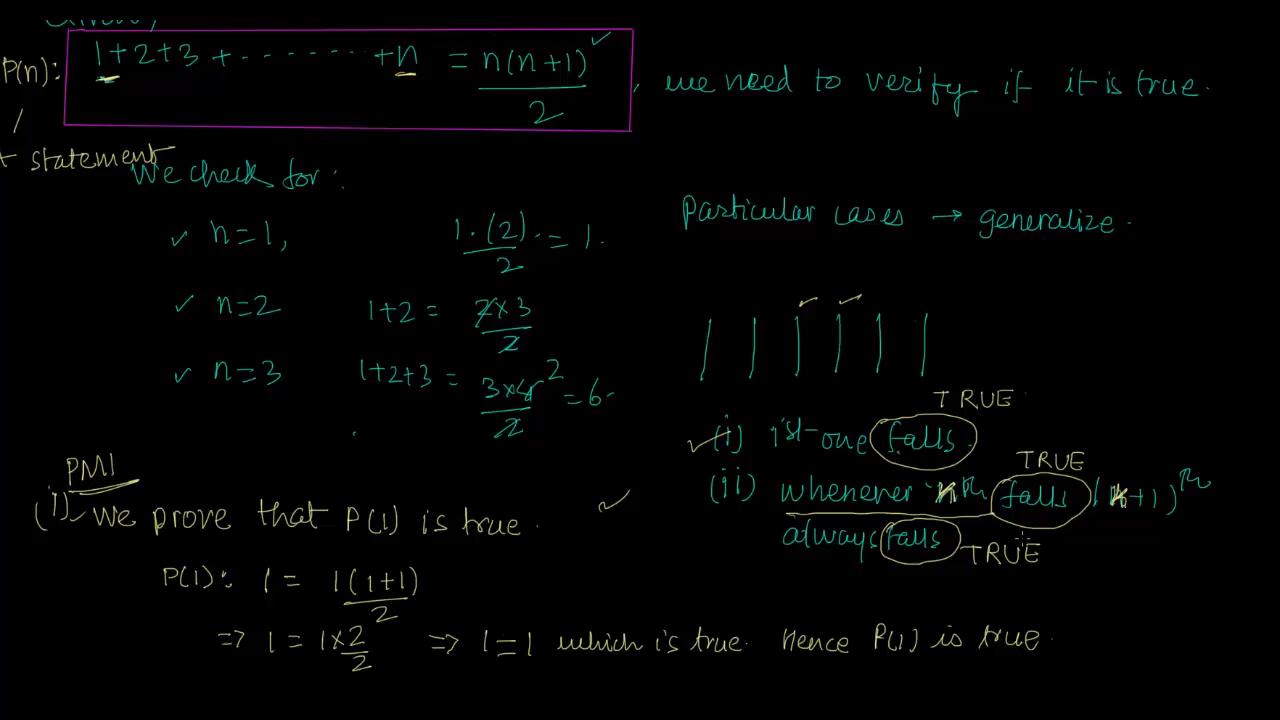 P(n): 1+2+3+.......+n = n(n+1)/2 ✓, we need to verify if it is true.
statement
We check for:
Particular cases → generalize.
✓ n=1, 1·(2)/2 = 1.
✓ n=2 1+2 = 2×3/2
✓ n=3 1+2+3 = 3×4²/2 = 6.
TRUE
✓(i) 1st one falls.
TRUE
(ii) whenever kth falls (k+1)th
always falls TRUE
PMI
(i) We prove that P(1) is true. ✓
P(1): 1 = 1(1+1)/2
=> 1 = 1×2/2 => 1=1 which is true. Hence P(1) is true.